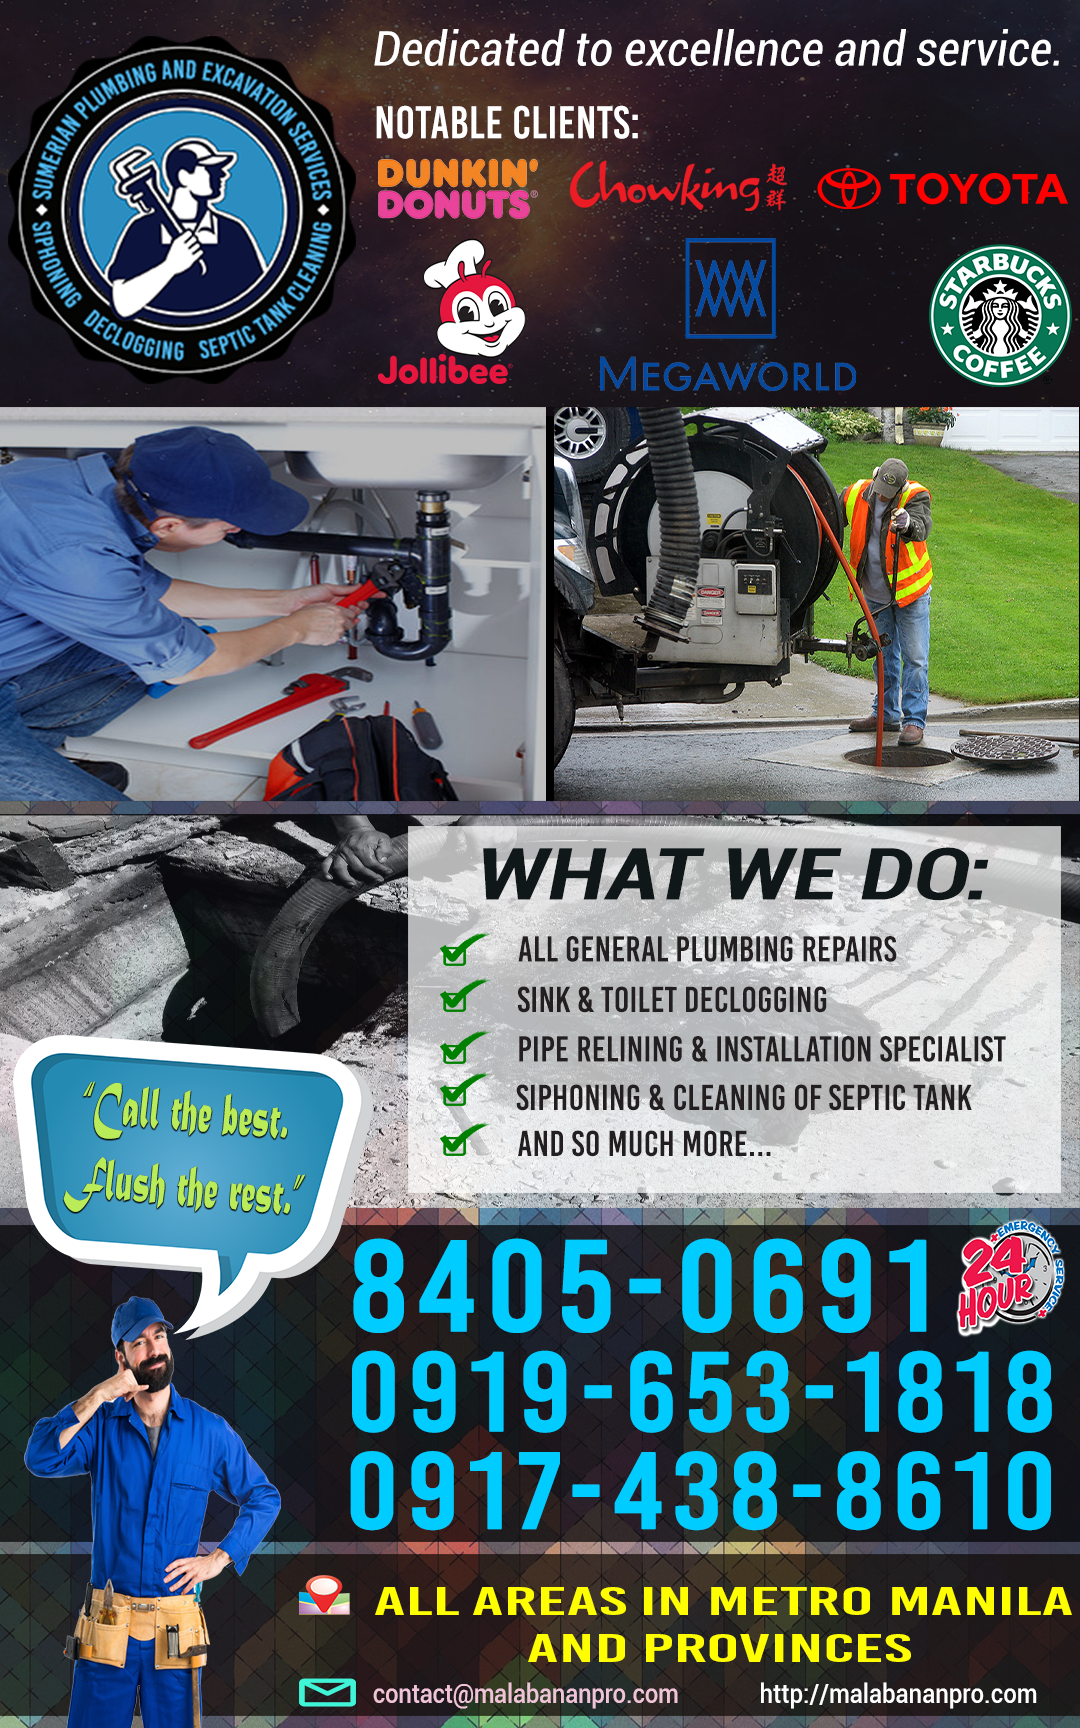 SUMERIAN PLUMBING AND EXCAVATION SERVICES
SIPHONING DECLOGGING SEPTIC TANK CLEANING
Dedicated to excellence and service.
NOTABLE CLIENTS:
DUNKIN'
DONUTS®
Chowking 超群
TOYOTA
Jollibee
MEGAWORLD
STARBUCKS
COFFEE
DANGER
DANGER
WHAT WE DO:
ALL GENERAL PLUMBING REPAIRS
SINK & TOILET DECLOGGING
PIPE RELINING & INSTALLATION SPECIALIST
SIPHONING & CLEANING OF SEPTIC TANK
AND SO MUCH MORE...
"Call the best.
Flush the rest."
8405-0691
EMERGENCY SERVICE
24
HOUR
0919-653-1818
0917-438-8610
ALL AREAS IN METRO MANILA
AND PROVINCES
contact@malabananpro.com
http://malabananpro.com